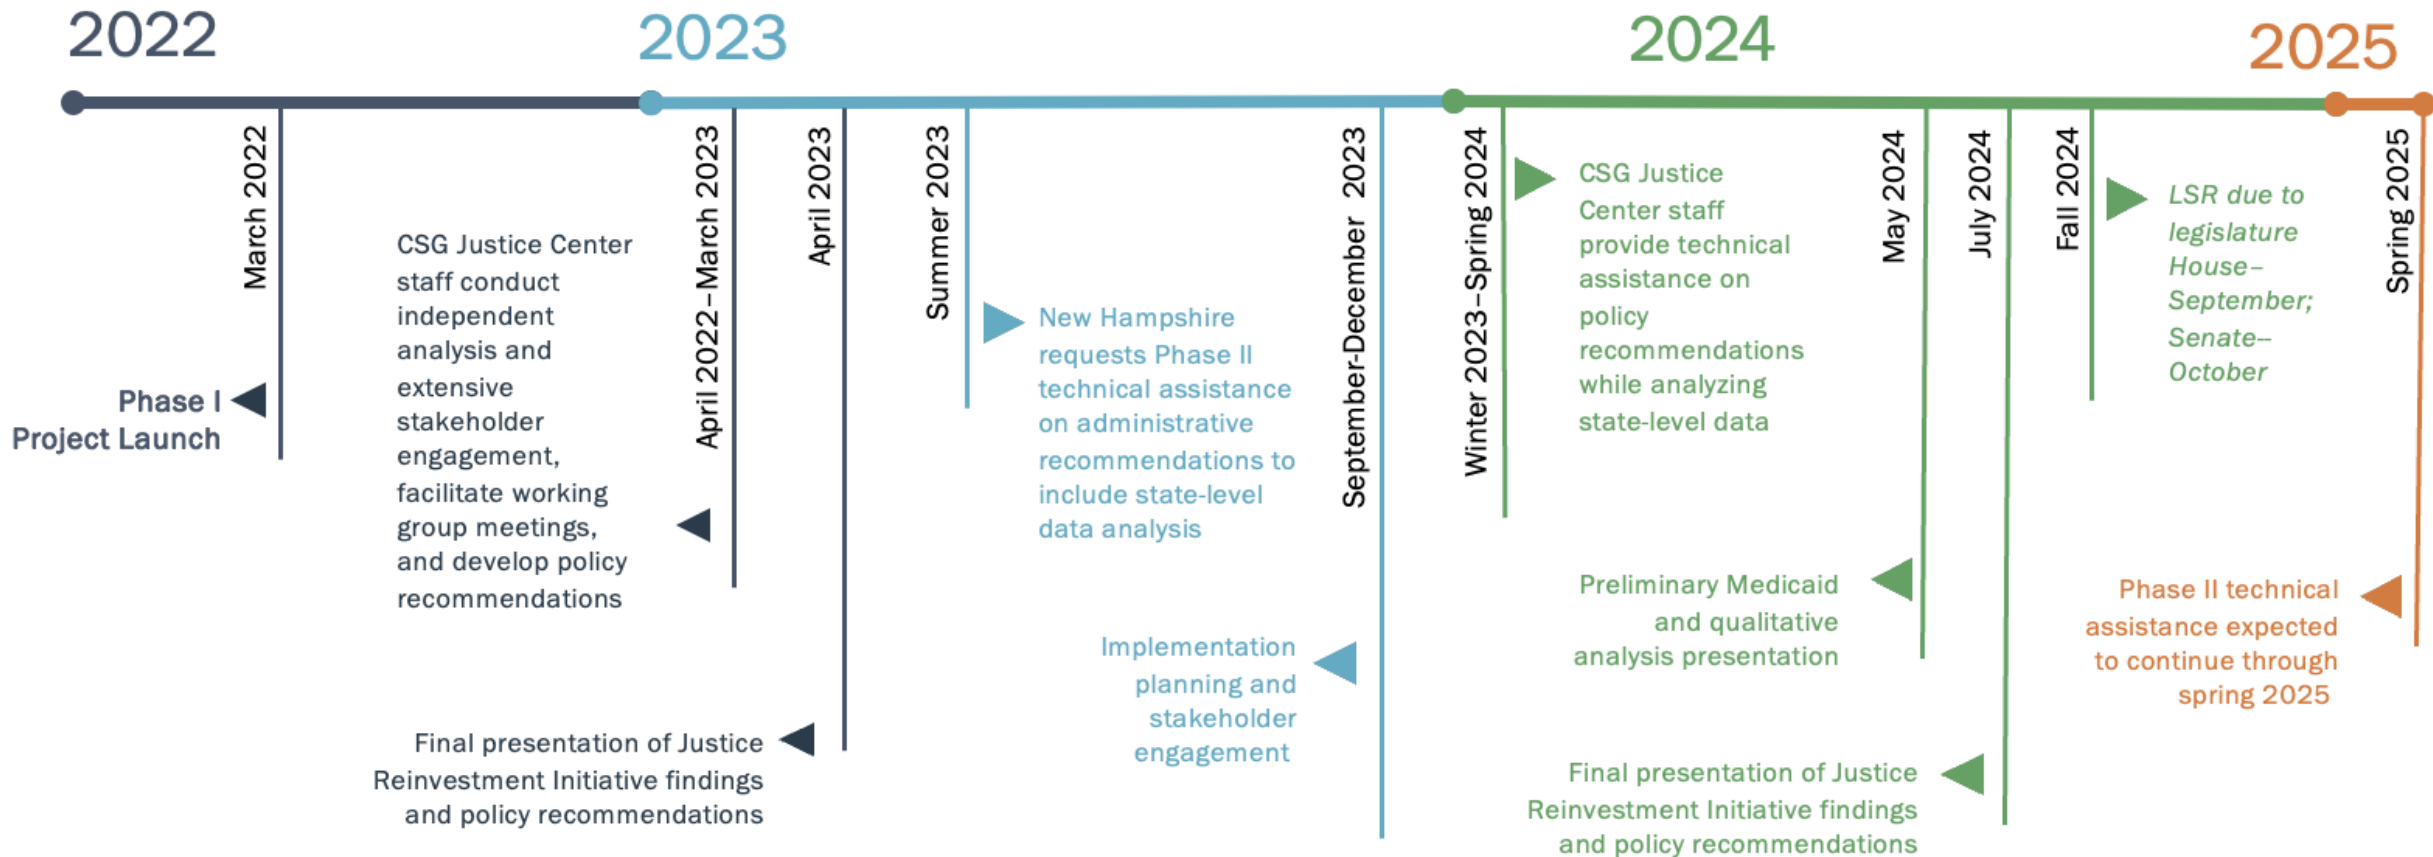 2022
2023
2024
2025
March 2022
Phase I
Project Launch
April 2022–March 2023
CSG Justice Center
staff conduct
independent
analysis and
extensive
stakeholder
engagement,
facilitate working
group meetings,
and develop policy
recommendations
April 2023
Final presentation of Justice
Reinvestment Initiative findings
and policy recommendations
Summer 2023
New Hampshire
requests Phase II
technical assistance
on administrative
recommendations to
include state-level
data analysis
September-December 2023
Implementation
planning and
stakeholder
engagement
Winter 2023–Spring 2024
CSG Justice
Center staff
provide technical
assistance on
policy
recommendations
while analyzing
state-level data
May 2024
Preliminary Medicaid
and qualitative
analysis presentation
July 2024
Final presentation of Justice
Reinvestment Initiative findings
and policy recommendations
Fall 2024
LSR due to
legislature
House–
September;
Senate--
October
Spring 2025
Phase II technical
assistance expected
to continue through
spring 2025